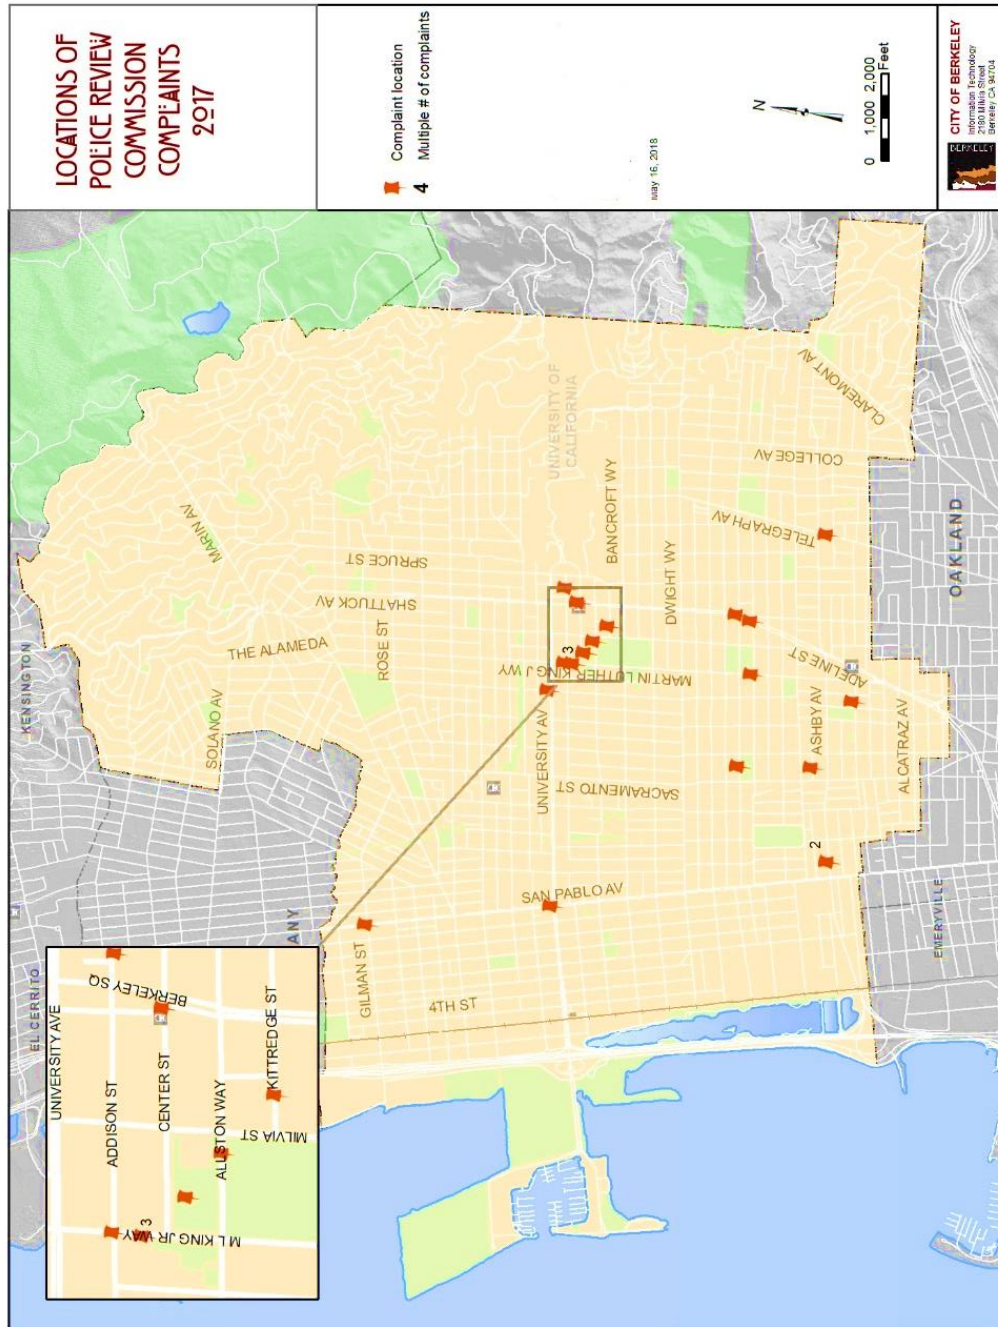 LOCATIONS OF
POLICE REVIEW
COMMISSION
COMPLAINTS
2017
Complaint location
4 Multiple # of complaints
May 16, 2018
N
0 1,000 2,000
Feet
BERKELEY
CITY OF BERKELEY
Information Technology
2180 Milvia Street
Berkeley CA 94704
KENSINGTON
EL CERRITO
ANY
OAKLAND
EMERYVILLE
MARIN AV
SOLANO AV
THE ALAMEDA
SPRUCE ST
SHATTUCK AV
ROSE ST
UNIVERSITY OF
CALIFORNIA
GILMAN ST
4TH ST
SAN PABLO AV
UNIVERSITY AV
SACRAMENTO ST
MARTIN LUTHER KING J WY
3
BANCROFT WY
DWIGHT WY
TELEGRAPH AV
COLLEGE AV
CLAREMONT AV
ADELINE ST
ASHBY AV
ALCATRAZ AV
2
UNIVERSITY AVE
BERKELEY SQ
ADDISON ST
CENTER ST
ALLSTON WAY
KITTREDGE ST
MILVIA ST
M L KING JR WAY
3